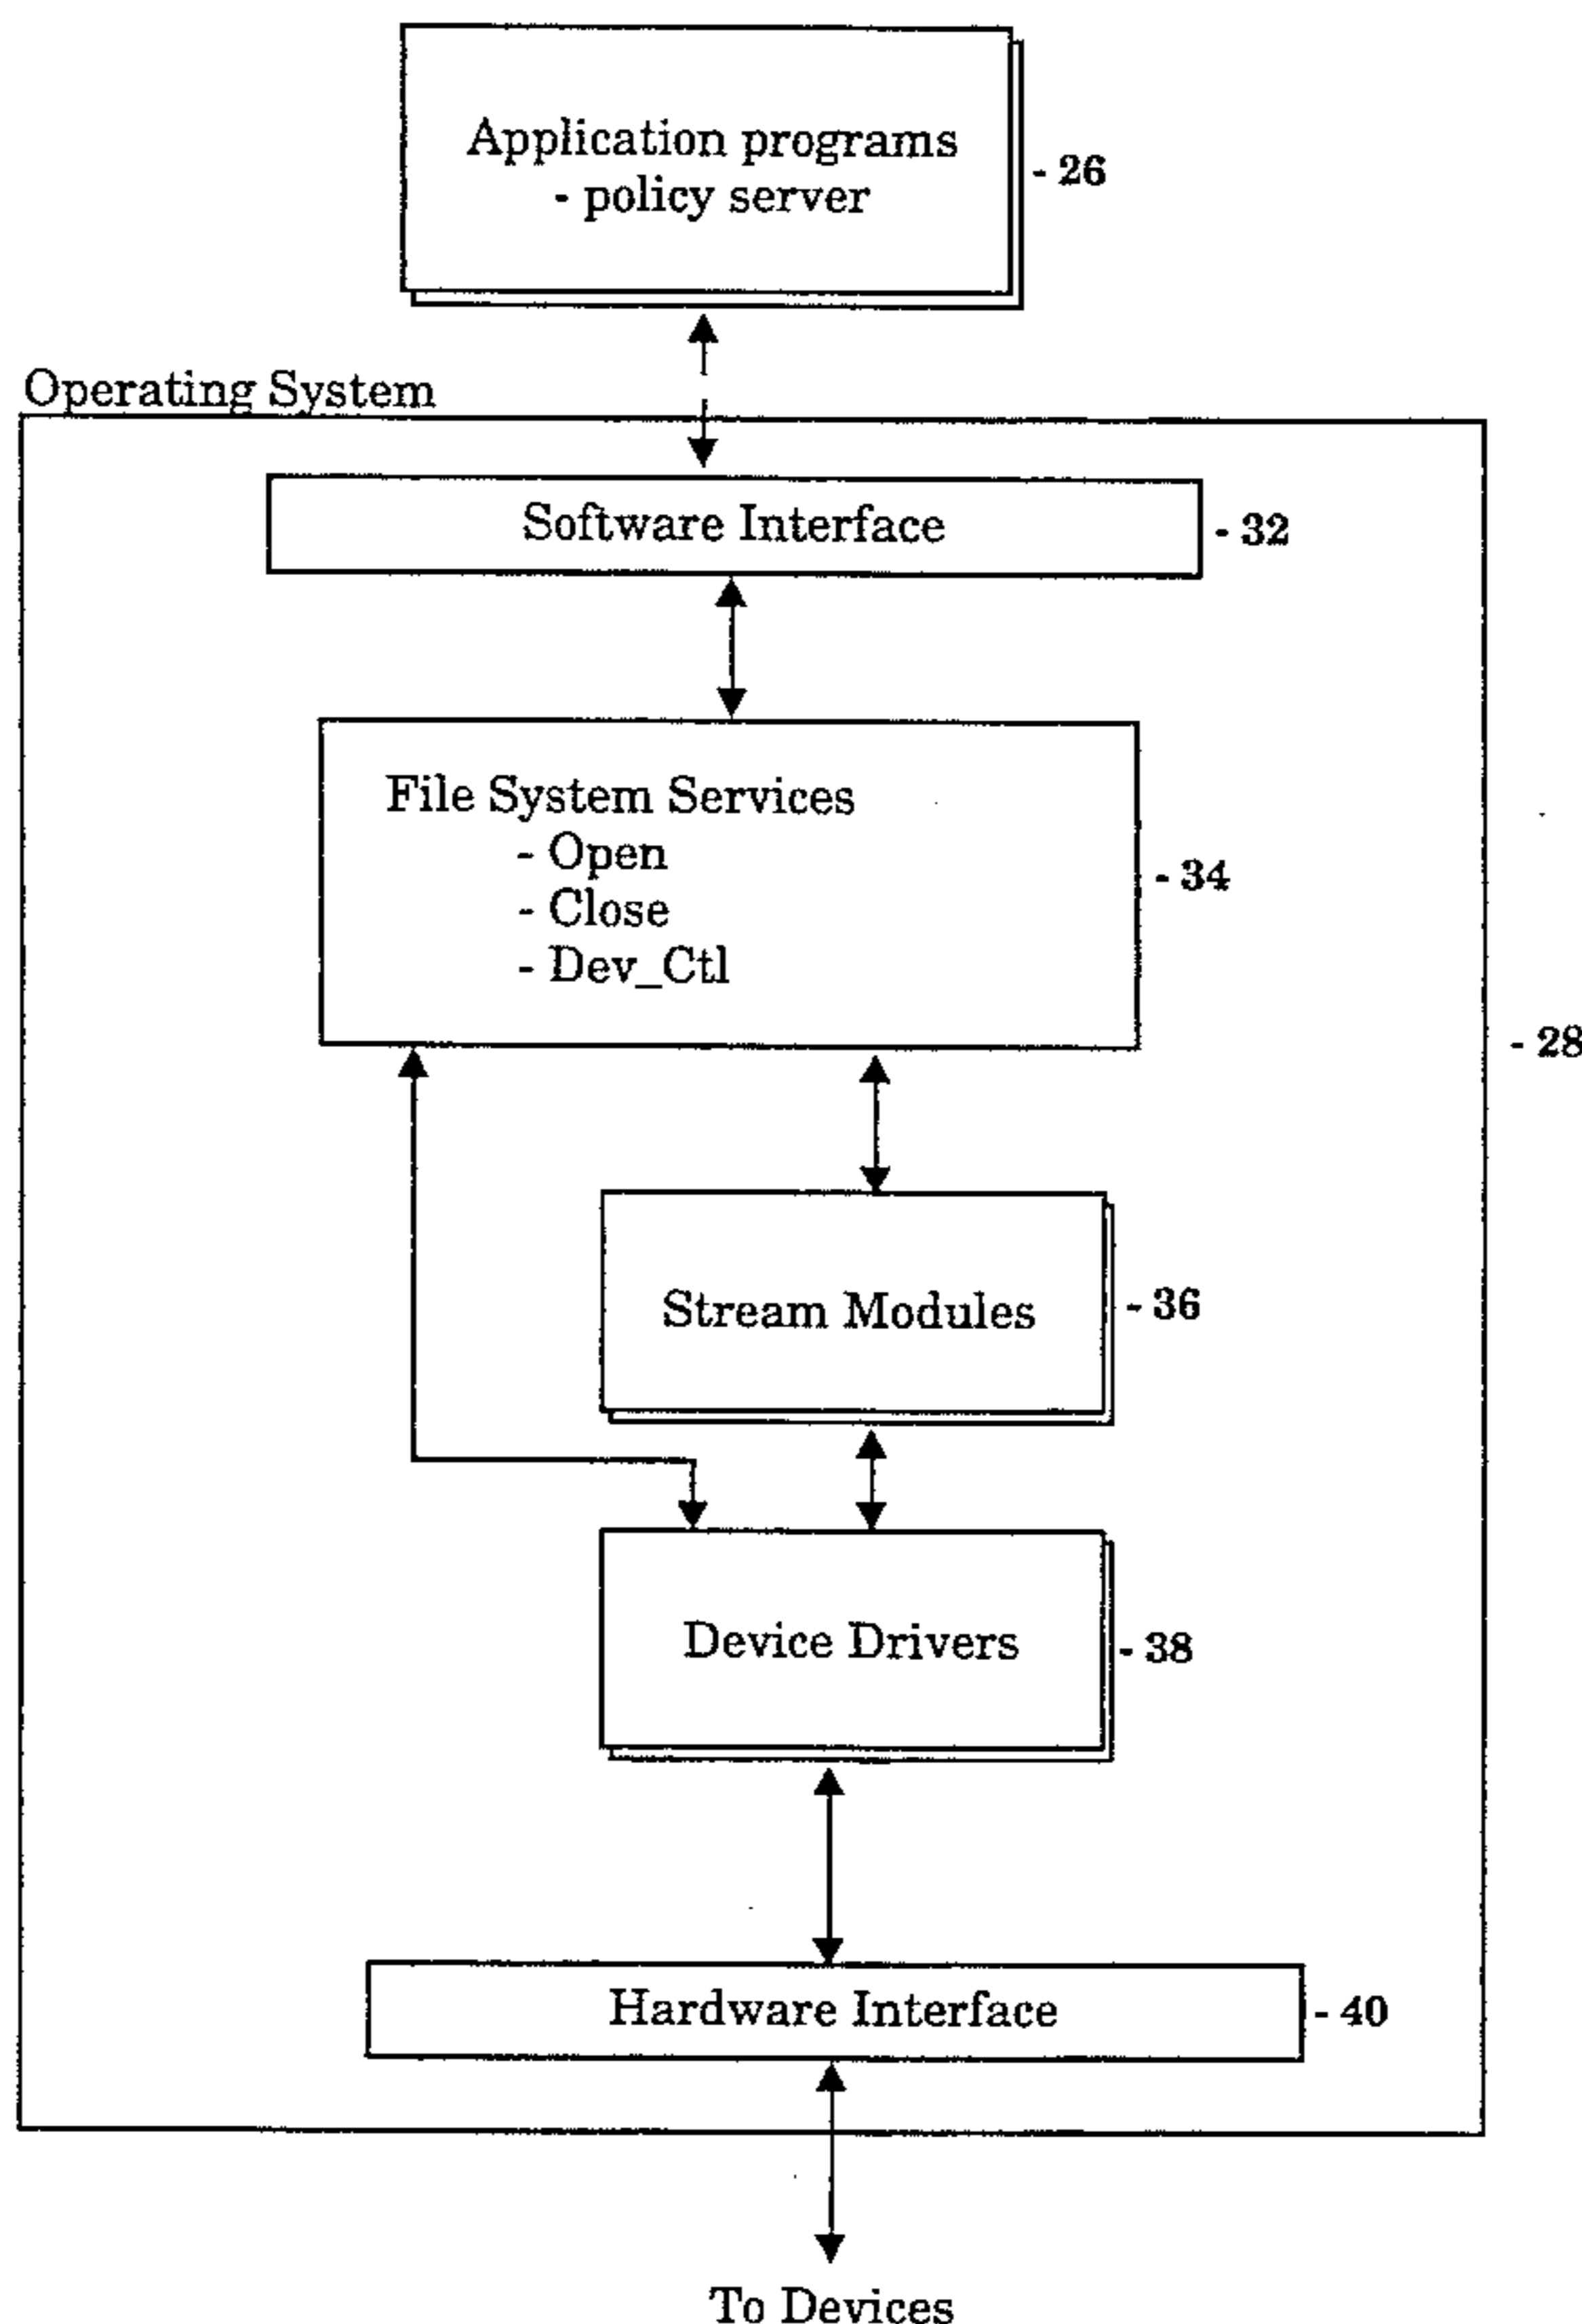 Application programs
- policy server
- 26
Operating System
Software Interface
- 32
File System Services
- Open
- Close
- Dev_Ctl
- 34
- 28
Stream Modules
- 36
Device Drivers
- 38
Hardware Interface
- 40
To Devices